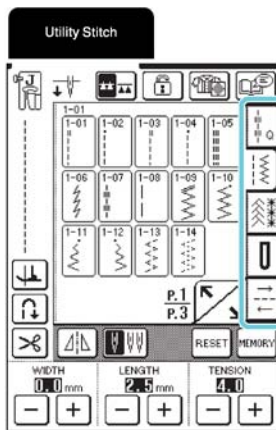 Utility Stitch
J
1-01
1-01 1-02 1-03 1-04 1-05
Q
1-06 1-07 1-08 1-09 1-10
1-11 1-12 1-13 1-14
P.1
P.3
RESET MEMORY
WIDTH LENGTH TENSION
0.0 mm 2.5 mm 4.0
− + − + − +